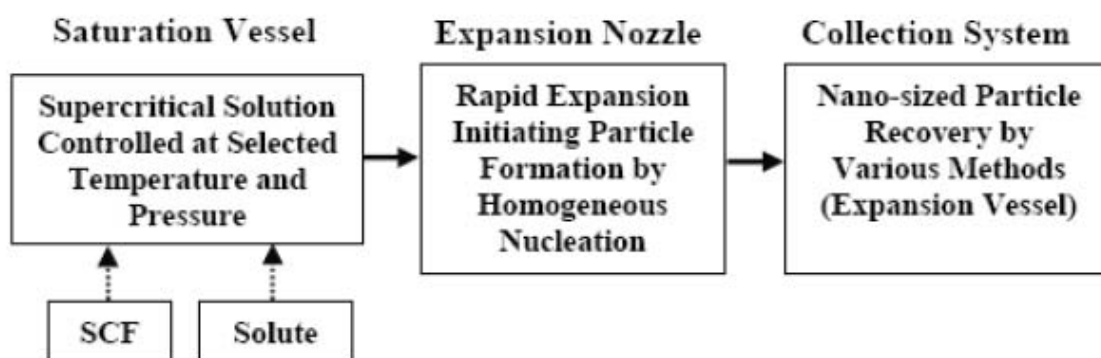 Saturation Vessel
Supercritical Solution
Controlled at Selected
Temperature and
Pressure
SCF
Solute
Expansion Nozzle
Rapid Expansion
Initiating Particle
Formation by
Homogeneous
Nucleation
Collection System
Nano-sized Particle
Recovery by
Various Methods
(Expansion Vessel)